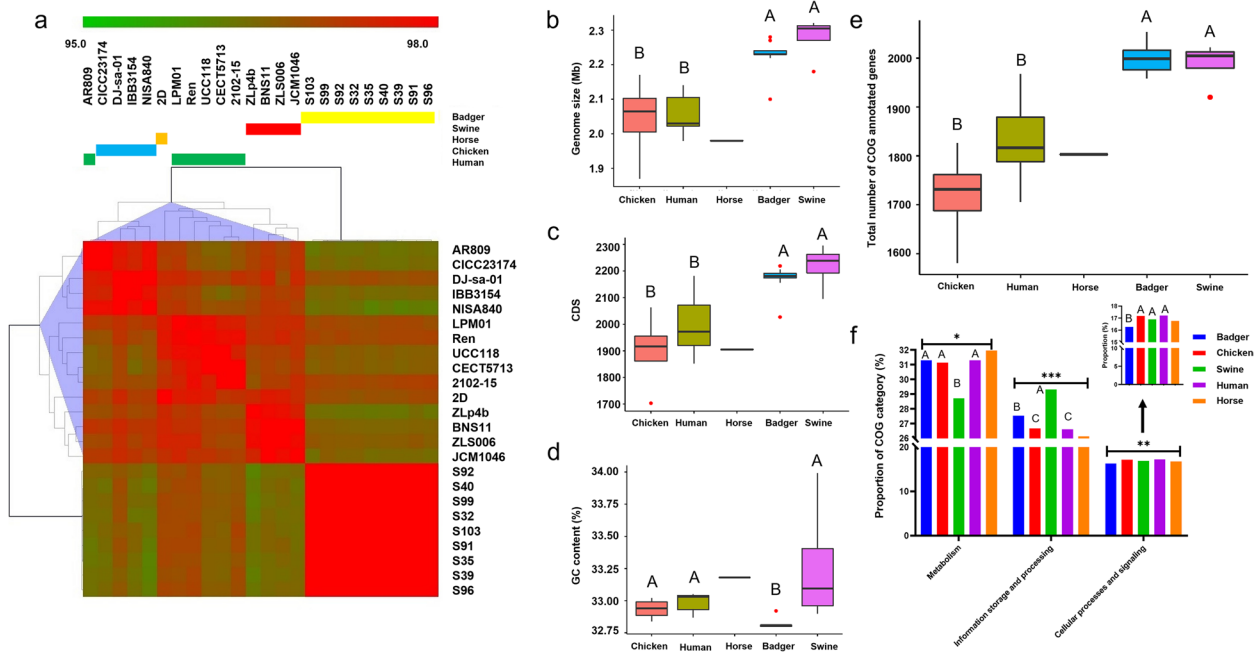 a
95.0
98.0
AR809
CICC23174
DJ-sa-01
IBB3154
NISA840
2D
LPM01
Ren
UCC118
CECT5713
2102-15
ZLp4b
BNS11
ZLS006
JCM1046
S103
S99
S92
S32
S35
S40
S39
S91
S96
Badger
Swine
Horse
Chicken
Human
AR809
CICC23174
DJ-sa-01
IBB3154
NISA840
LPM01
Ren
UCC118
CECT5713
2102-15
2D
ZLp4b
BNS11
ZLS006
JCM1046
S92
S40
S99
S32
S103
S91
S35
S39
S96
b
Genome size (Mb)
2.3
2.2
2.1
2.0
1.9
B
B
A
A
Chicken Human Horse Badger Swine
c
CDS
2300
2200
2100
2000
1900
1800
1700
B
B
A
A
Chicken Human Horse Badger Swine
d
GC content (%)
34.00
33.50
33.25
33.00
32.75
A
A
B
A
Chicken Human Horse Badger Swine
e
Total number of COG annotated genes
2000
1900
1800
1700
1600
B
B
A
A
Chicken Human Horse Badger Swine
f
Proportion of COG category (%)
32
31
30
29
28
27
26
20
10
0
A A B A
*
B C A C
***
**
Metabolism
Information storage and processing
Cellular processes and signaling
Proportion (%)
18
17
16
15
10
5
0
B A A A
Badger
Chicken
Swine
Human
Horse